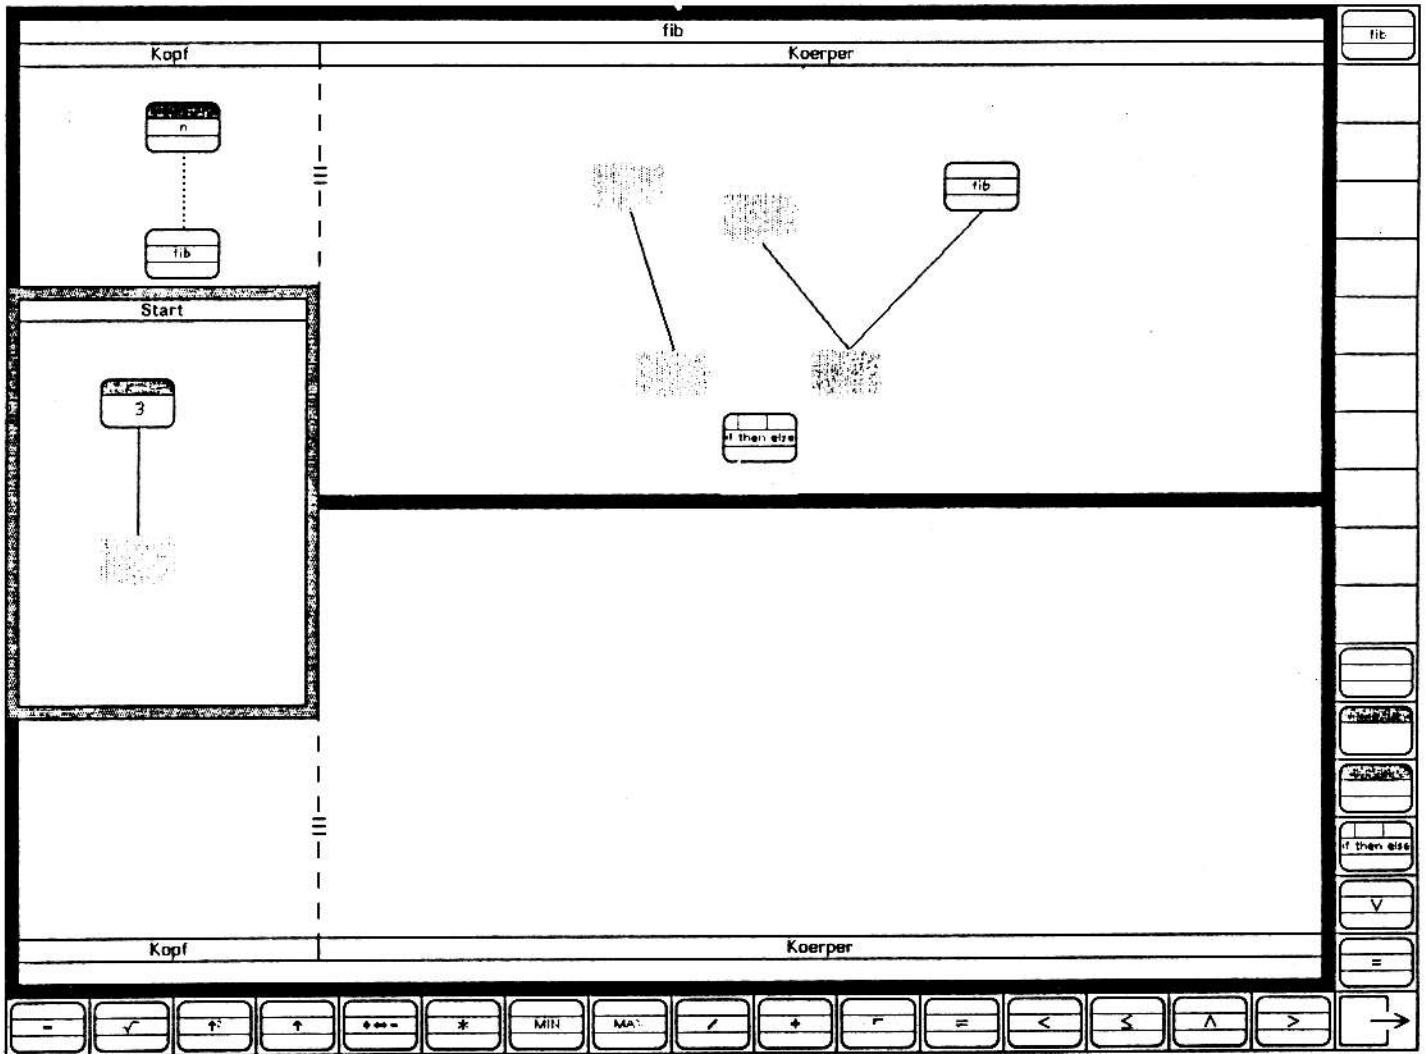 fib
Kopf
Koerper
n
fib
fib
fib
Start
3
if then else
if then else
∨
=
Kopf
Koerper
- √ ↑ * MIN / + = < ≤ ∧ > →